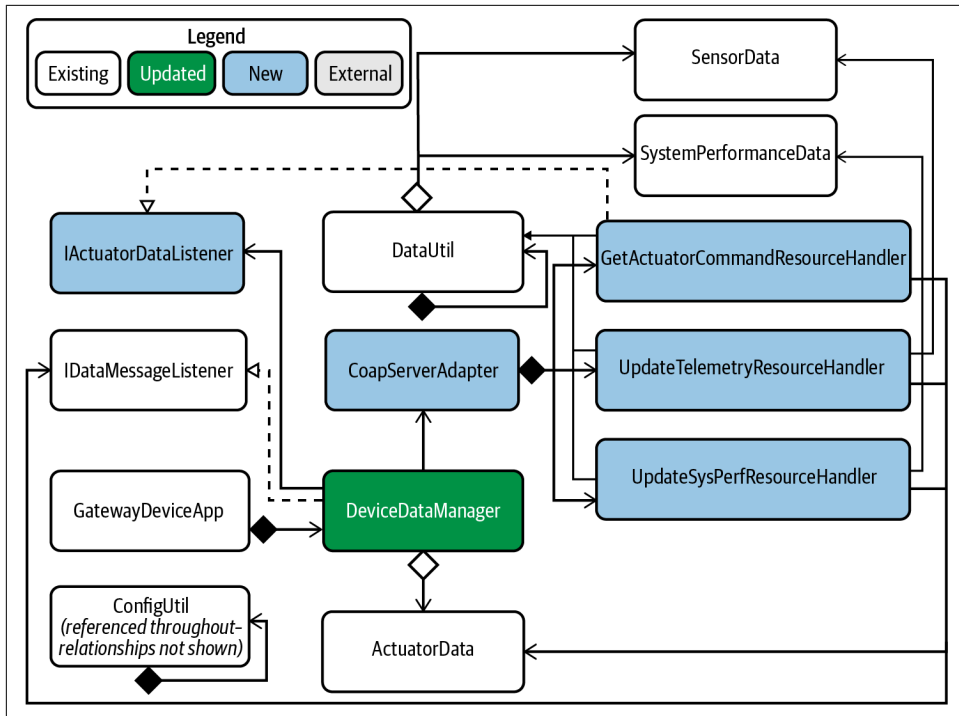 Legend
Existing
Updated
New
External
SensorData
SystemPerformanceData
IActuatorDataListener
DataUtil
GetActuatorCommandResourceHandler
IDataMessageListener
CoapServerAdapter
UpdateTelemetryResourceHandler
GatewayDeviceApp
DeviceDataManager
UpdateSysPerfResourceHandler
ConfigUtil
(referenced throughout–
relationships not shown)
ActuatorData